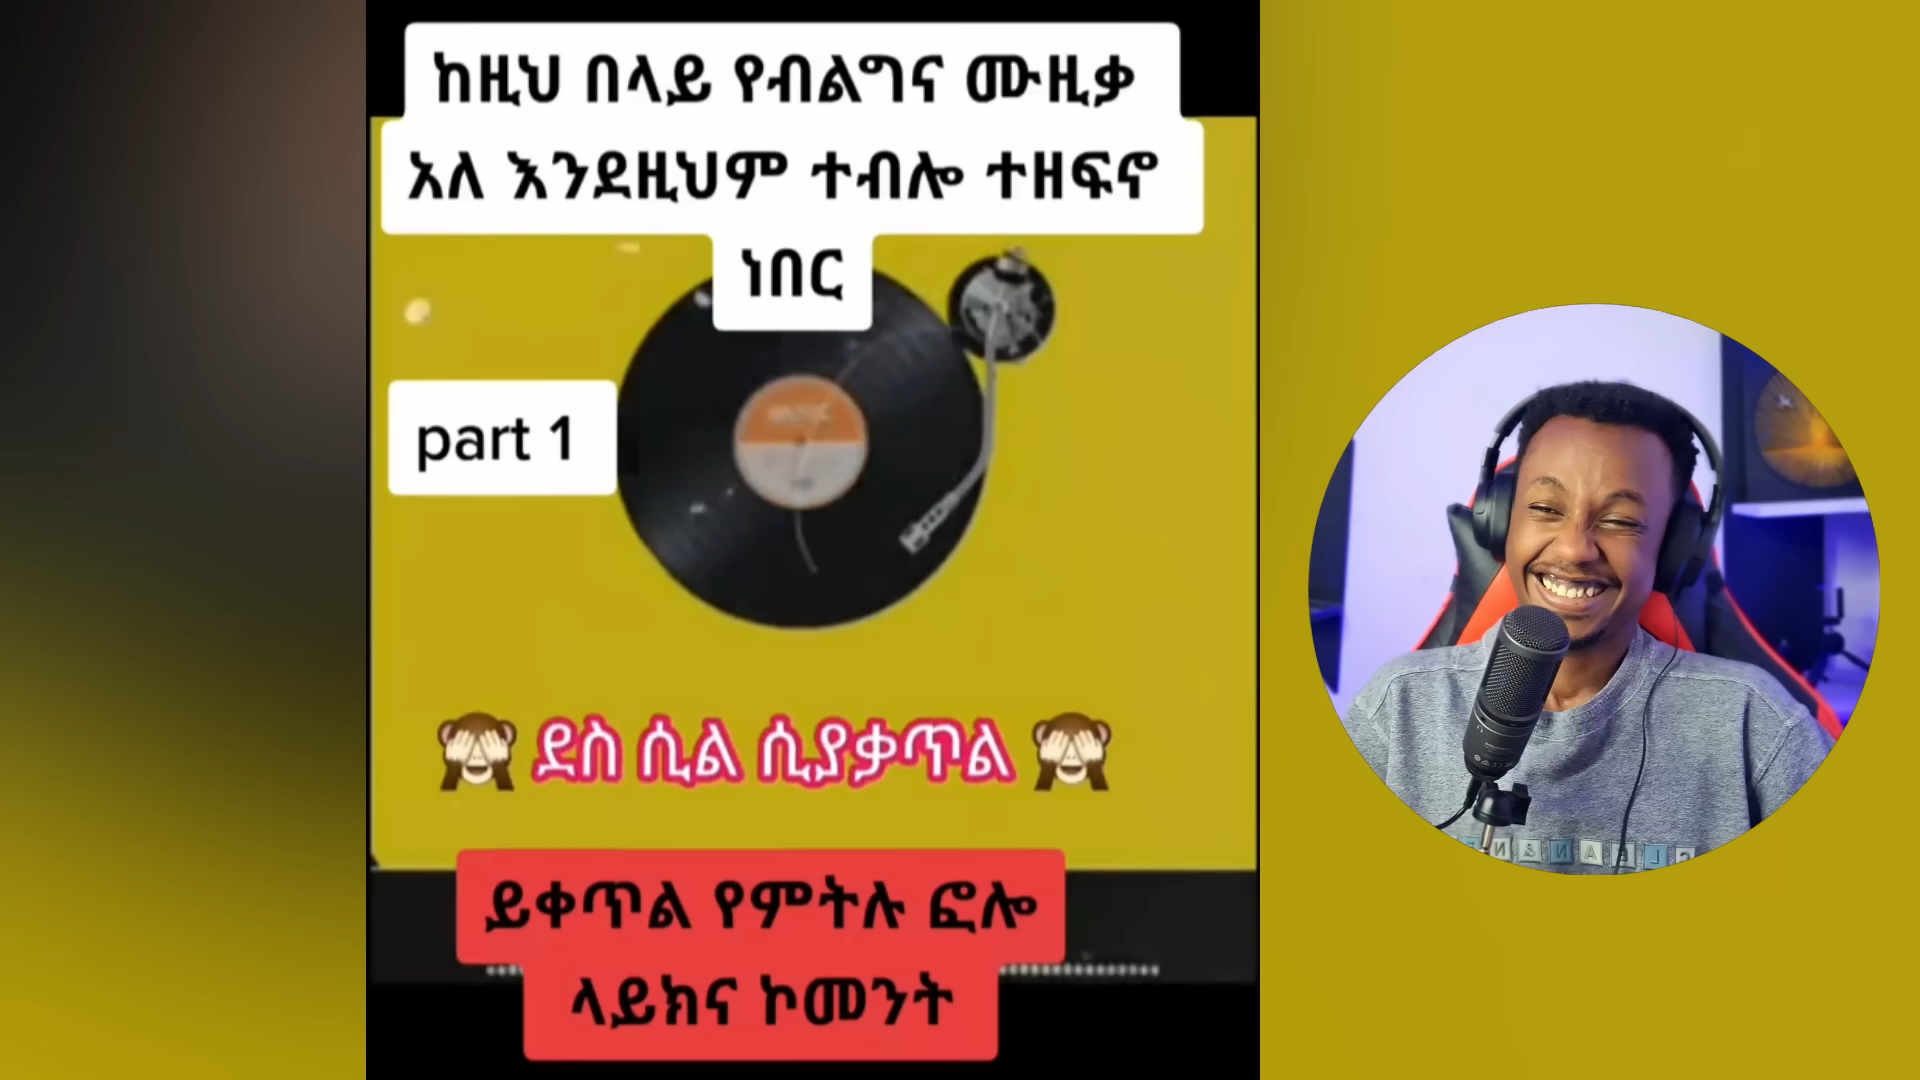 ከዚህ በላይ የብልግና ሙዚቃ
አለ እንደዚህም ተብሎ ተዘፍኖ
ነበር
part 1
ደስ ሲል ሲያቃጥል
ይቀጥል የምትሉ ፎሎ
ላይክና ኮመንት